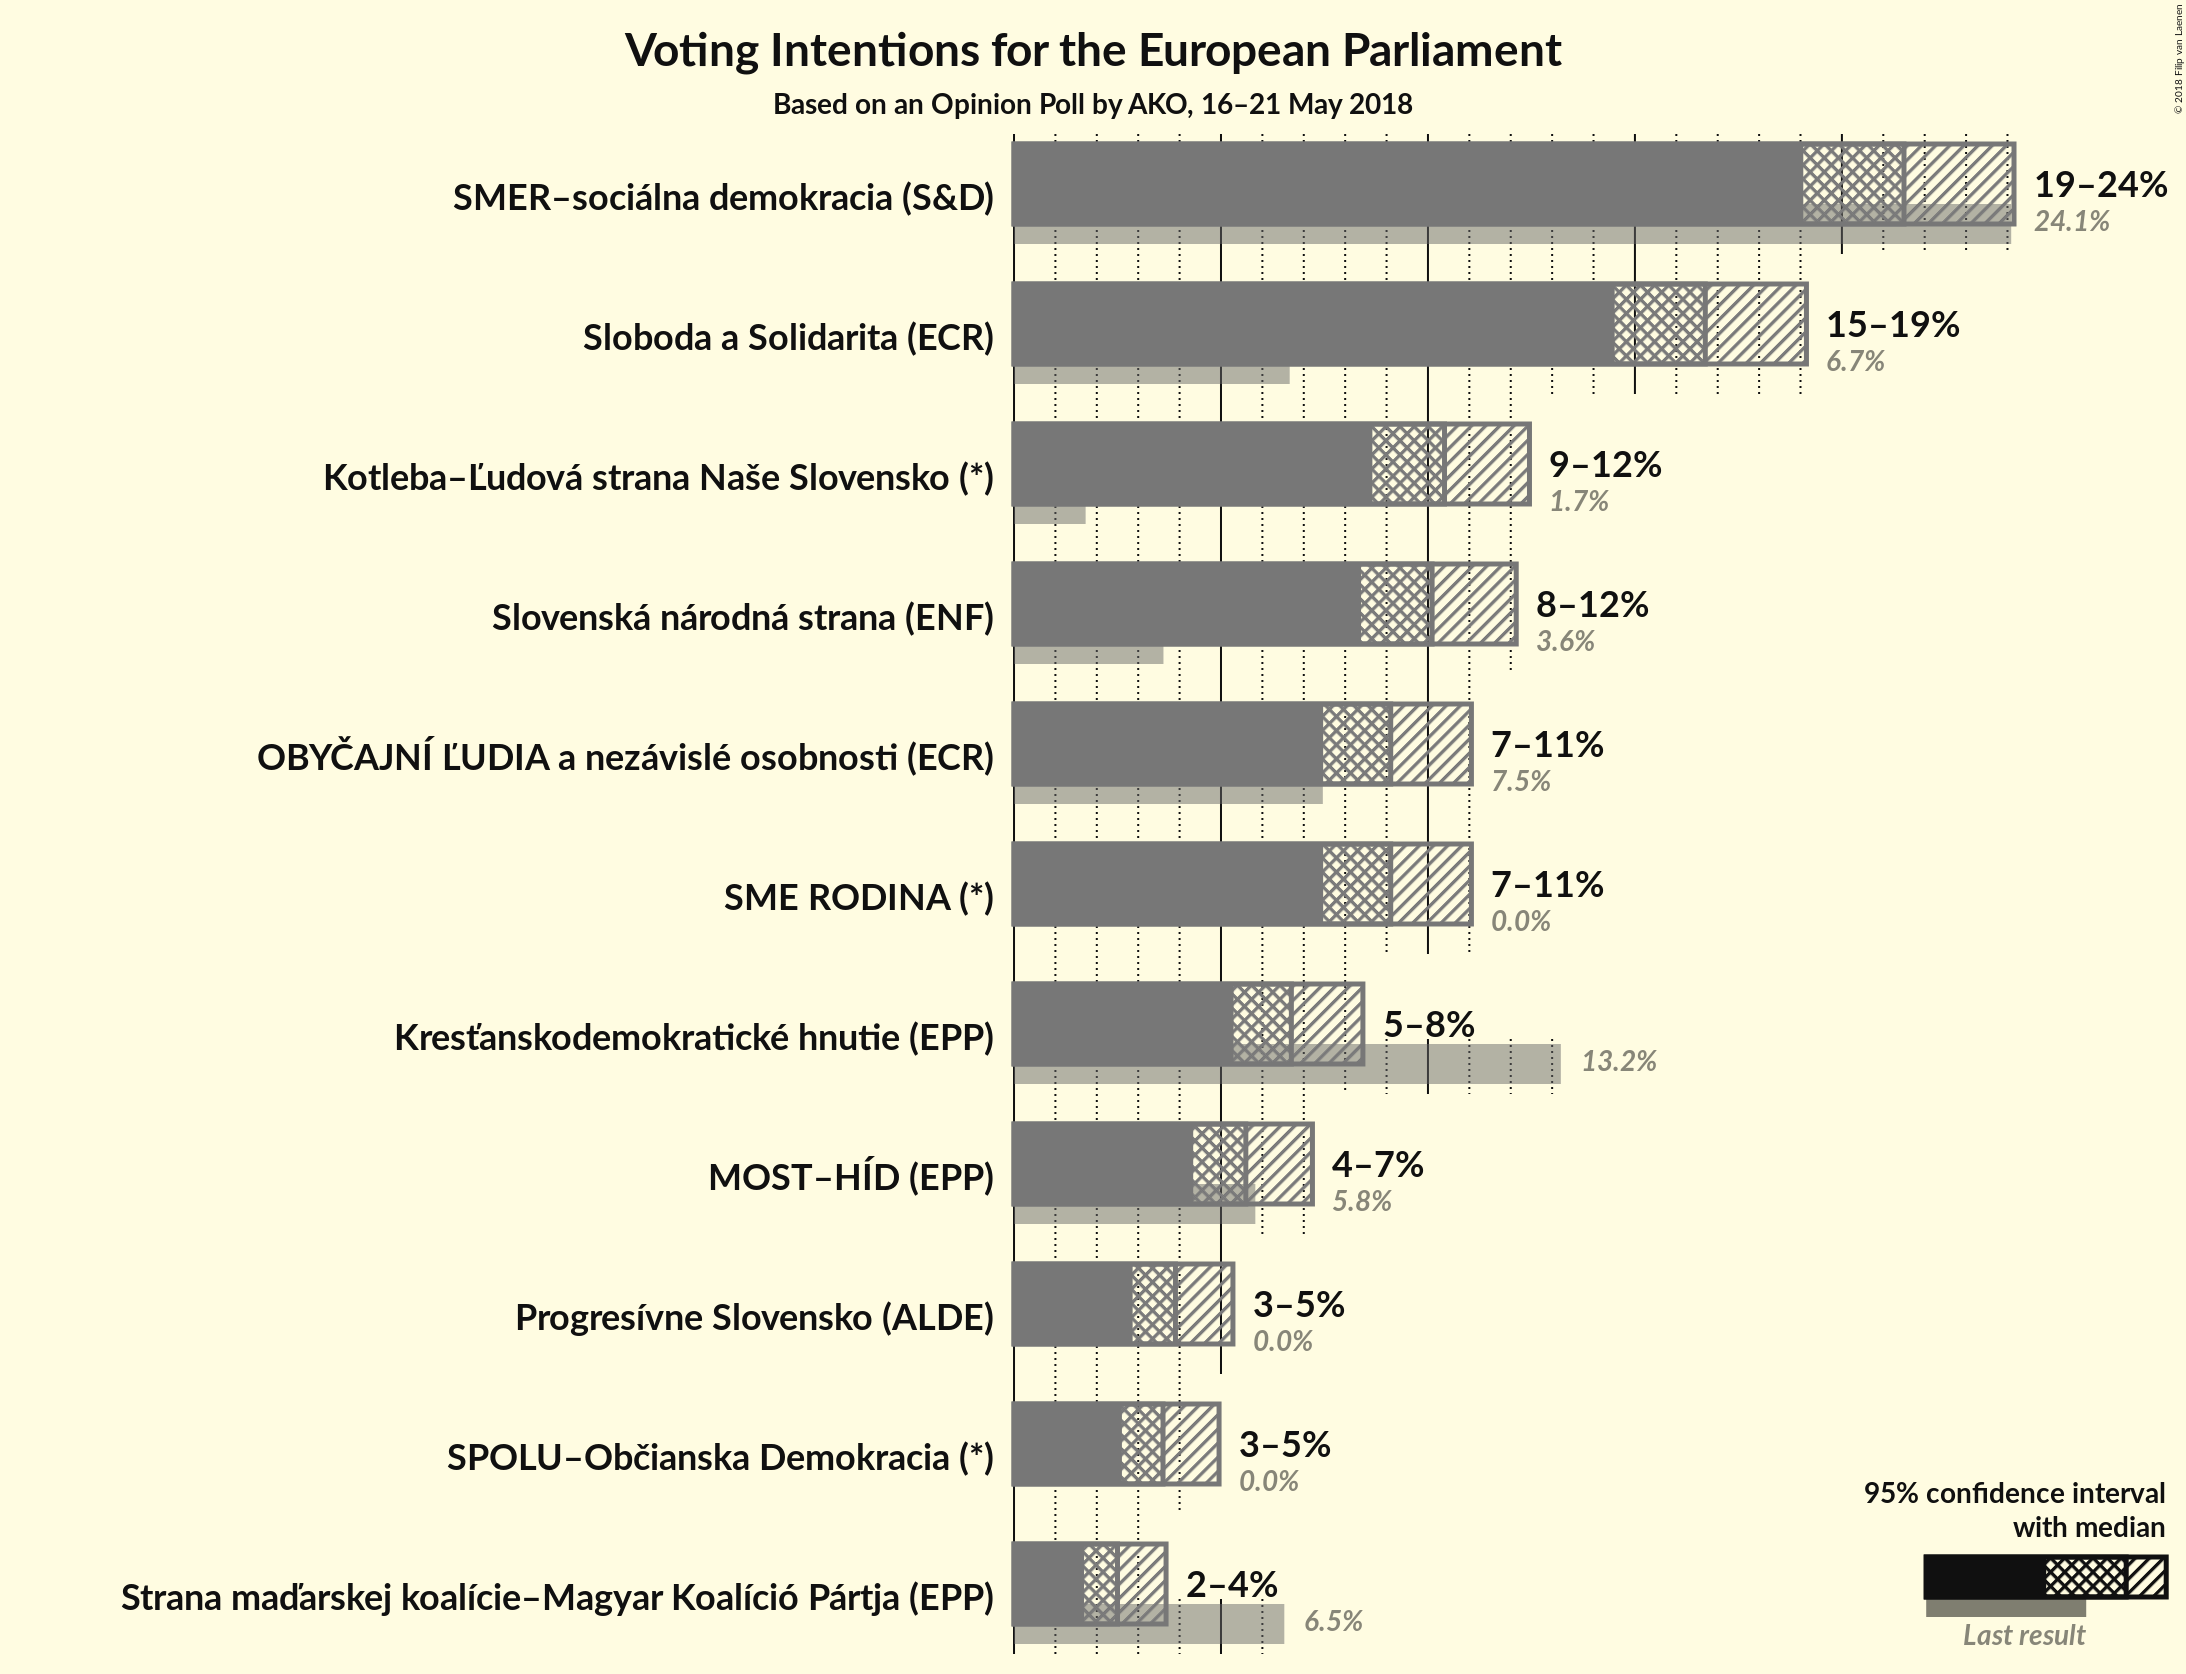 Voting Intentions for the European Parliament
Based on an Opinion Poll by AKO, 16–21 May 2018
© 2018 Filip van Laenen
SMER–sociálna demokracia (S&D)
19–24%
24.1%
Sloboda a Solidarita (ECR)
15–19%
6.7%
Kotleba–Ľudová strana Naše Slovensko (*)
9–12%
1.7%
Slovenská národná strana (ENF)
8–12%
3.6%
OBYČAJNÍ ĽUDIA a nezávislé osobnosti (ECR)
7–11%
7.5%
SME RODINA (*)
7–11%
0.0%
Kresťanskodemokratické hnutie (EPP)
5–8%
13.2%
MOST–HÍD (EPP)
4–7%
5.8%
Progresívne Slovensko (ALDE)
3–5%
0.0%
SPOLU–Občianska Demokracia (*)
3–5%
0.0%
Strana maďarskej koalície–Magyar Koalíció Pártja (EPP)
2–4%
6.5%
95% confidence interval
with median
Last result